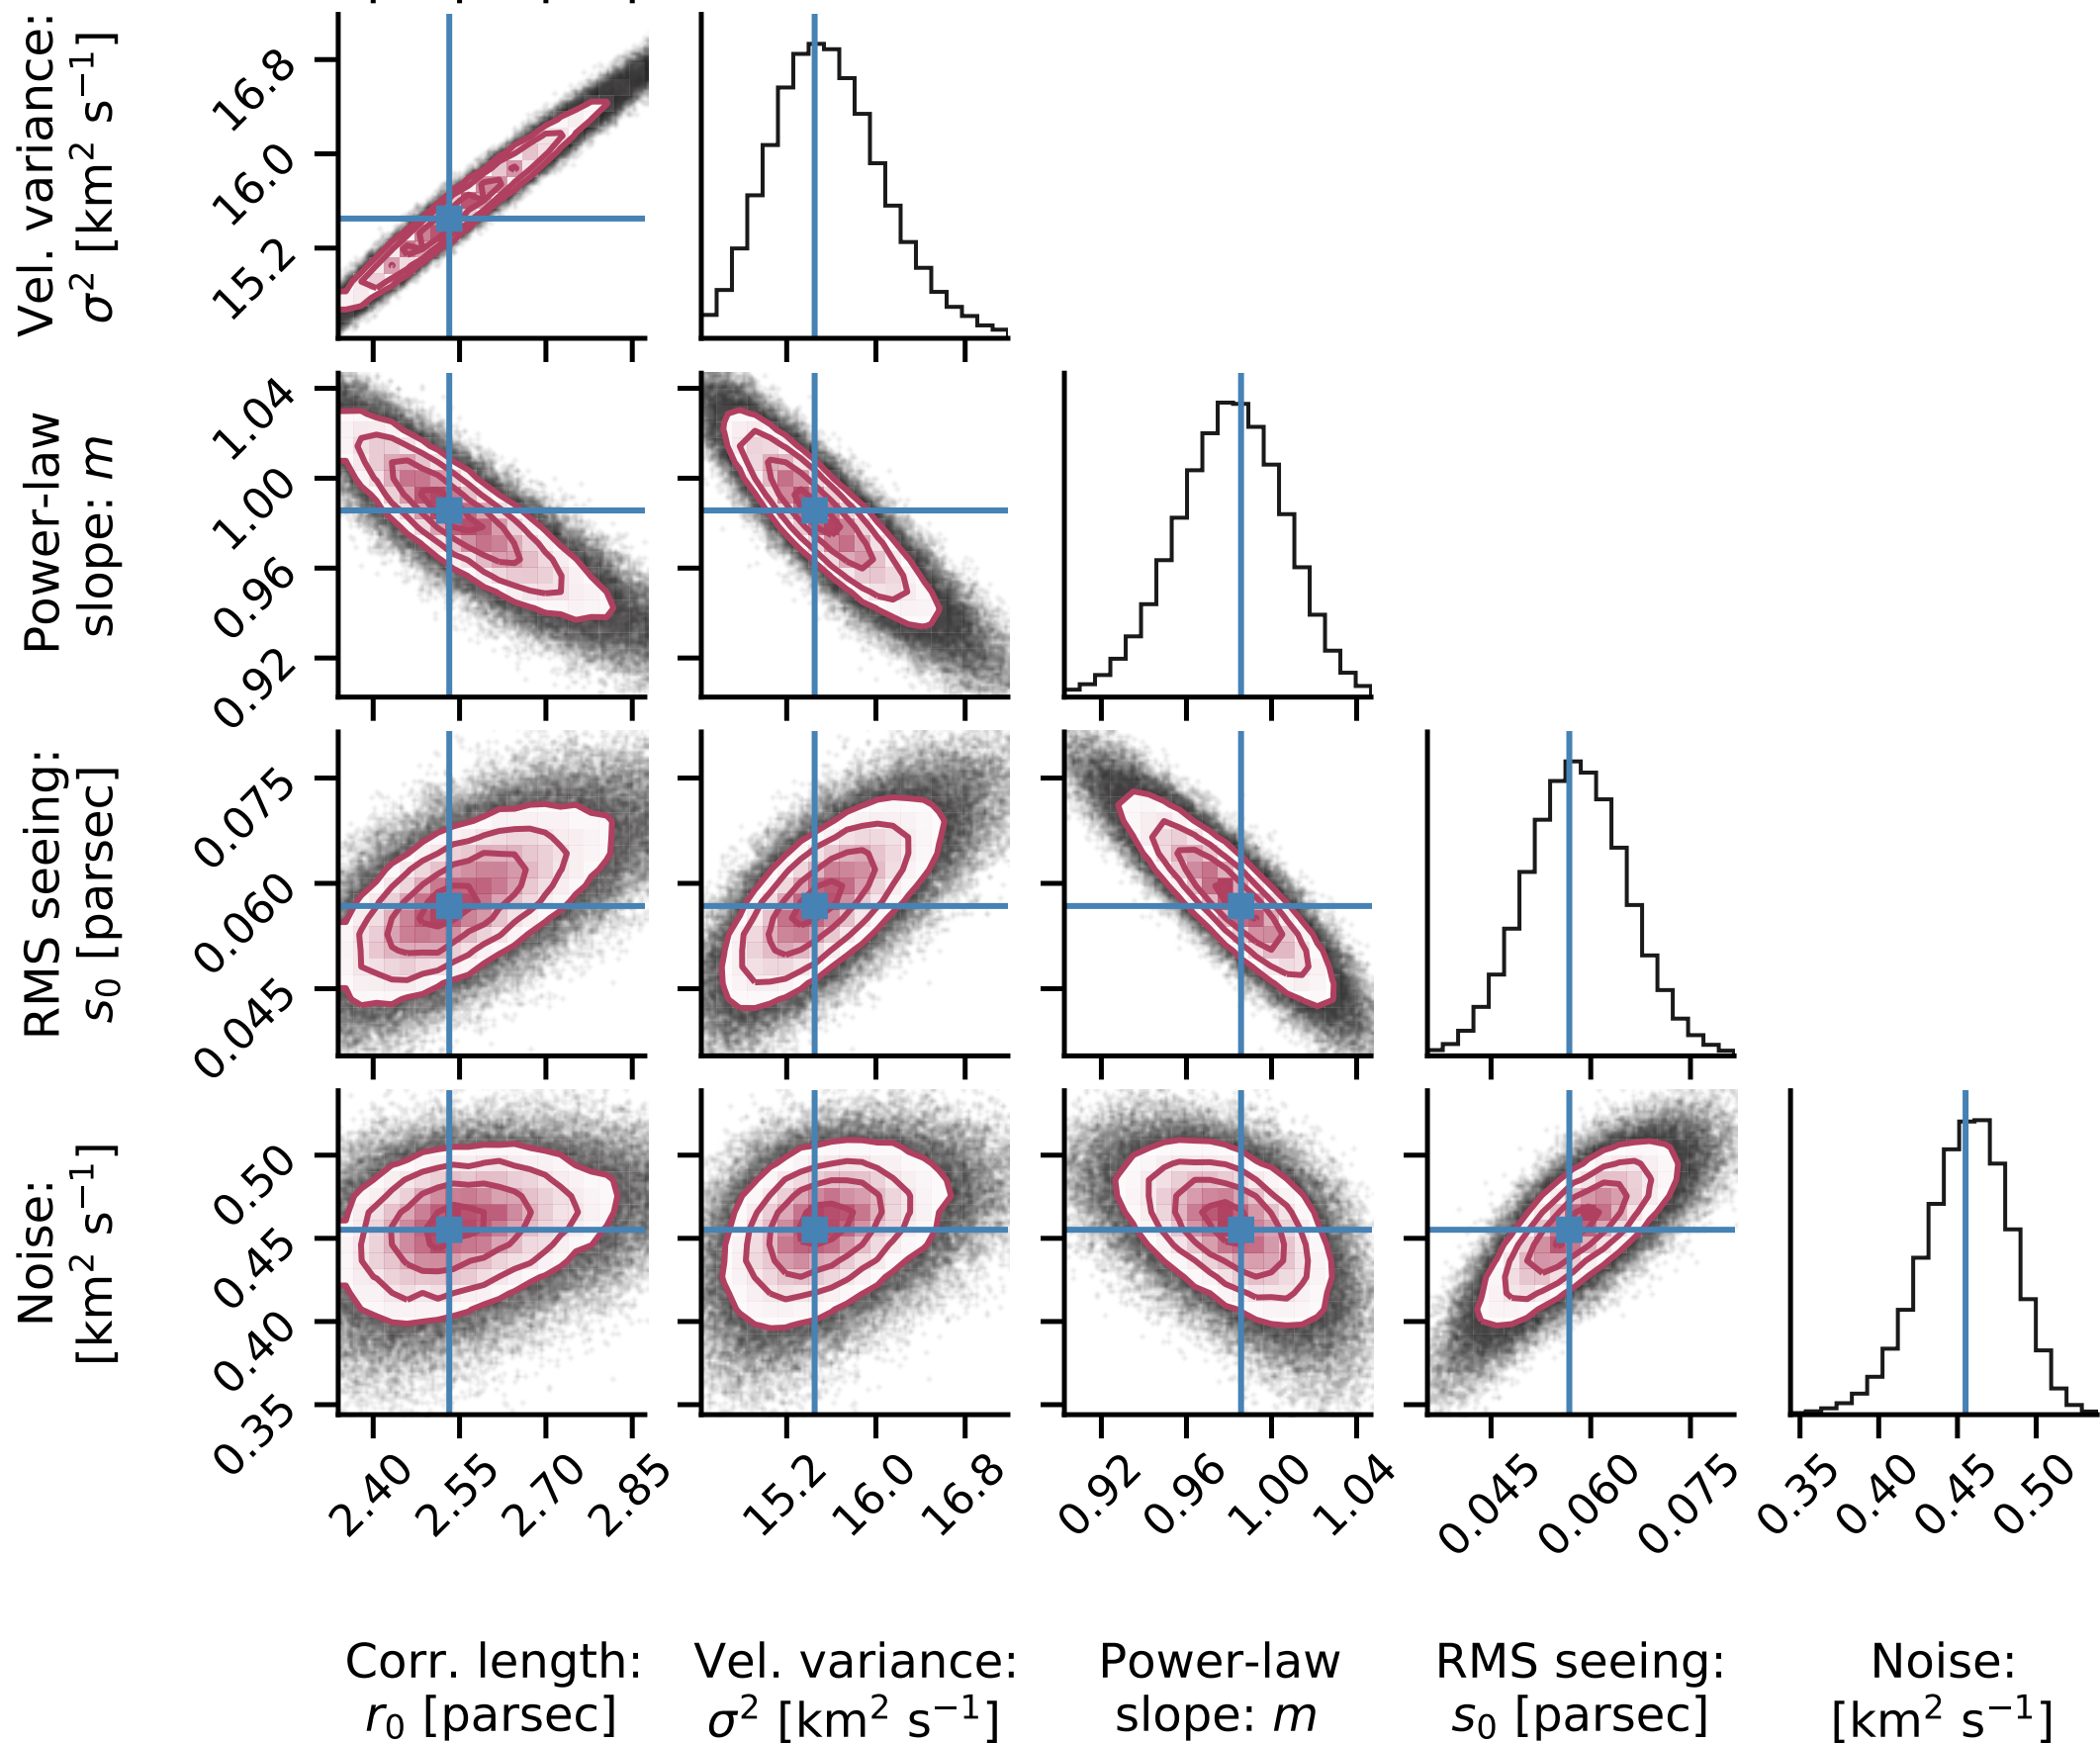 Vel. variance:
σ² [km² s⁻¹]
16.8
16.0
15.2
Power-law
slope: m
1.04
1.00
0.96
0.92
RMS seeing:
s₀ [parsec]
0.075
0.060
0.045
Noise:
[km² s⁻¹]
0.50
0.45
0.40
0.35
2.40 2.55 2.70 2.85 15.2 16.0 16.8 0.92 0.96 1.00 1.04 0.045 0.060 0.075 0.35 0.40 0.45 0.50
Corr. length: Vel. variance: Power-law RMS seeing: Noise:
r₀ [parsec] σ² [km² s⁻¹] slope: m s₀ [parsec] [km² s⁻¹]